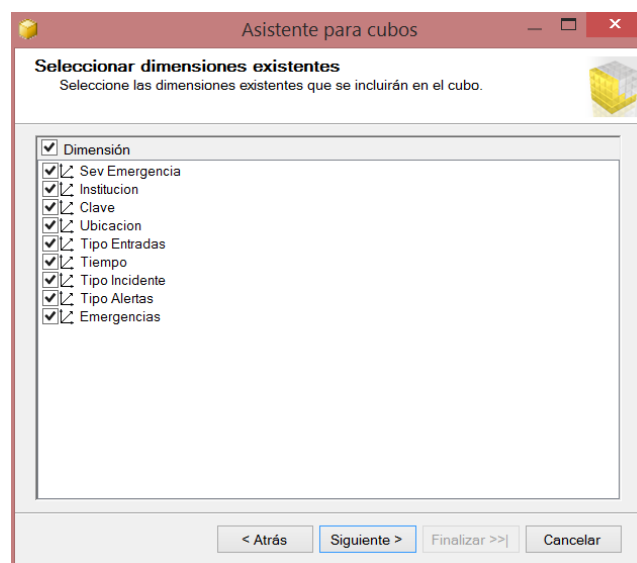 Asistente para cubos
Seleccionar dimensiones existentes
Seleccione las dimensiones existentes que se incluirán en el cubo.
Dimensión
Sev Emergencia
Institucion
Clave
Ubicacion
Tipo Entradas
Tiempo
Tipo Incidente
Tipo Alertas
Emergencias
< Atrás Siguiente > Finalizar >>| Cancelar